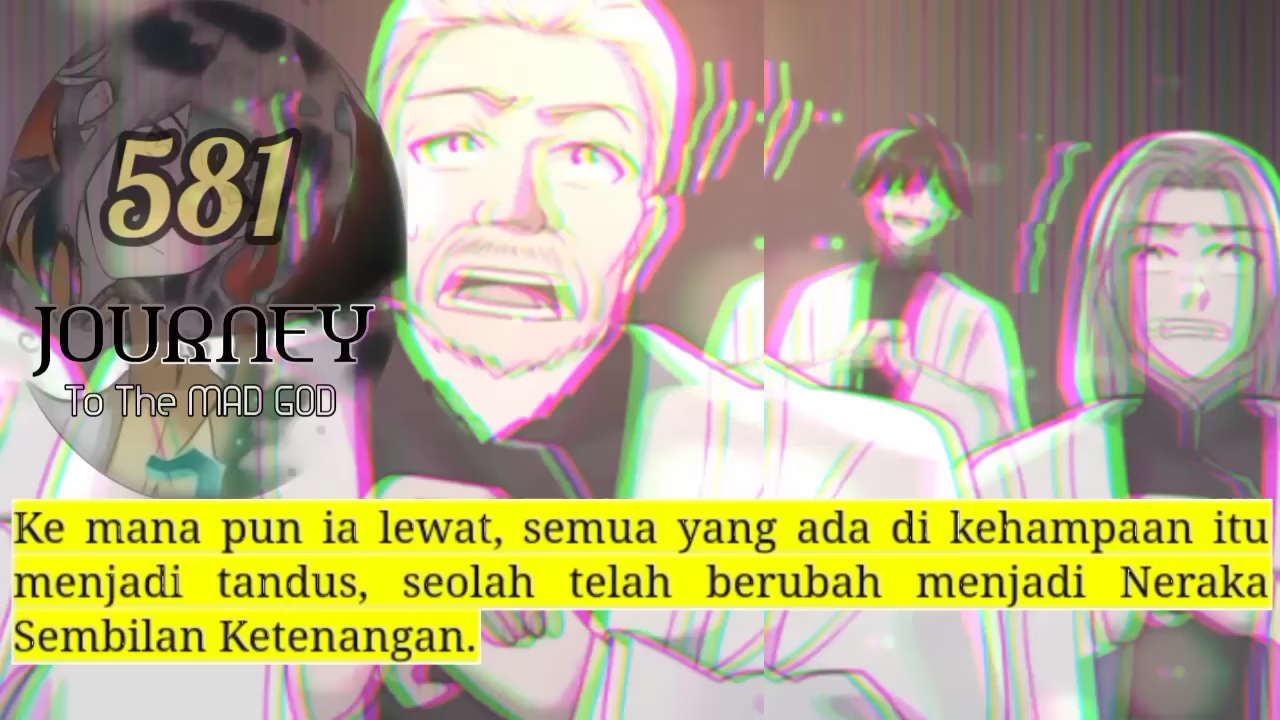 581
JOURNEY
To The MAD GOD
Ke mana pun ia lewat, semua yang ada di kehampaan itu
menjadi tandus, seolah telah berubah menjadi Neraka
Sembilan Ketenangan.